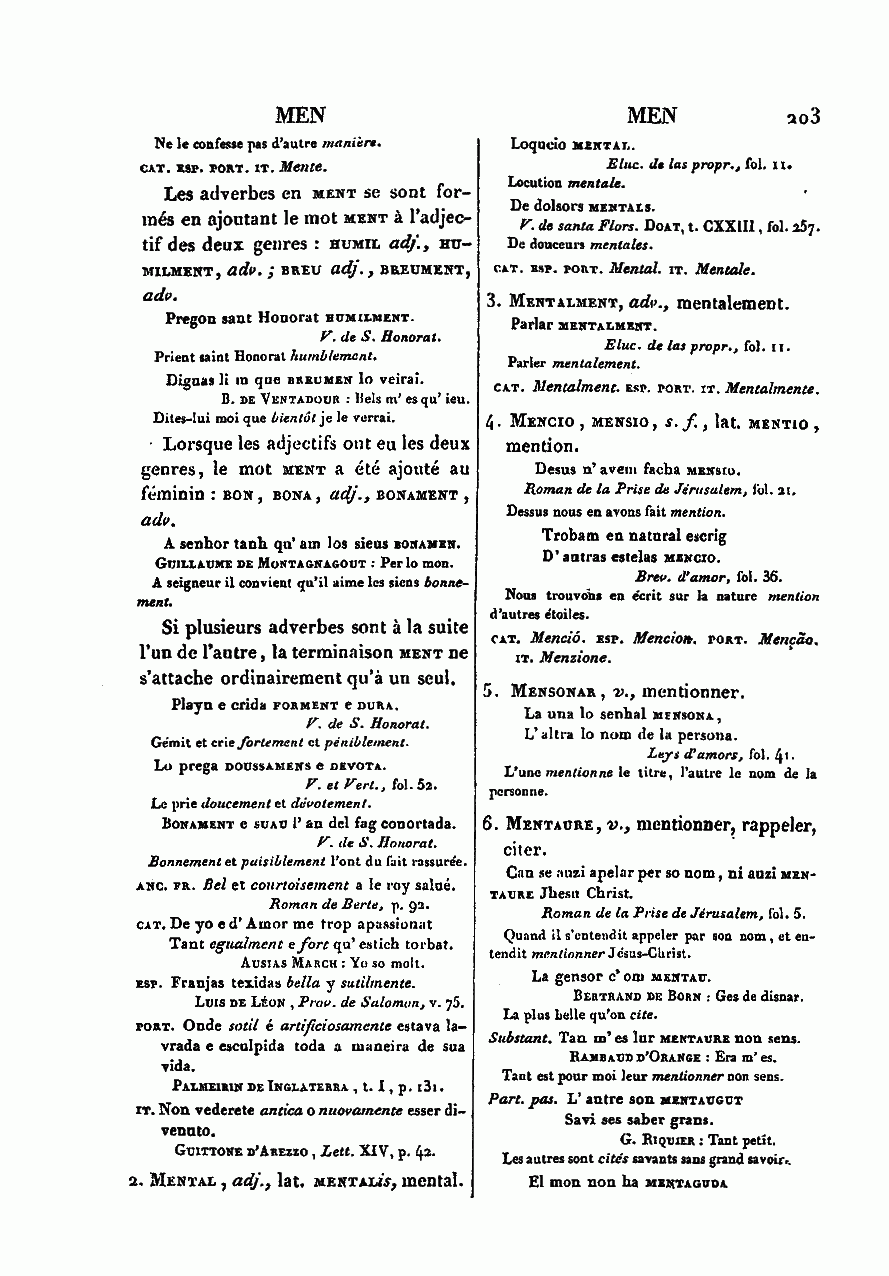 MEN
MEN 203
Ne le confesse pas d'autre manière.
CAT. ESP. PORT. IT. Mente.
Les adverbes en MENT se sont for-
més en ajoutant le mot MENT à l'adjec-
tif des deux genres : HUMIL adj., HU-
MILMENT, adv. ; BREU adj., BREUMENT,
adv.
Pregon sant Honorat HUMILMENT.
V. de S. Honorat.
Prient saint Honorat humblement.
Dignas li m que BREUMEN lo veirai.
B. DE VENTADOUR : Bels m' es qu' ieu.
Dites-lui moi que bientôt je le verrai.
Lorsque les adjectifs ont eu les deux
genres, le mot MENT a été ajouté au
féminin : BON, BONA, adj., BONAMENT,
adv.
A senhor tanh qu' am los sieus BONAMEN.
GUILLAUME DE MONTAGNAGOUT : Per lo mon.
A seigneur il convient qu'il aime les siens bonne-
ment.
Si plusieurs adverbes sont à la suite
l'un de l'autre, la terminaison MENT ne
s'attache ordinairement qu'à un seul.
Playn e crida FORMENT e DURA.
V. de S. Honorat.
Gémit et crie fortement et péniblement.
Lo prega DOUSSAMENS e DEVOTA.
V. et Vert., fol. 52.
Le prie doucement et dévotement.
BONAMENT e SUAU l' an del fag conortada.
V. de S. Honorat.
Bonnement et paisiblement l'ont du fait rassurée.
ANC. FR. Bel et courtoisement a le roy salué.
Roman de Berte, p. 92.
CAT. De yo e d' Amor me trop apassionat
Tant egualment e fort qu' estich torbat.
AUSIAS MARCH : Yo so molt.
ESP. Franjas texidas bella y sutilmente.
LUIS DE LÉON, Prov. de Salomon, v. 75.
PORT. Onde sotil é artificiosamente estava la-
vrada e esculpida toda a maneira de sua
vida.
PALMEIRIN DE INGLATERRA, t. I, p. 131.
IT. Non vederete antica o nuovamente esser di-
venuto.
GUITTONE D'AREZZO, Lett. XIV, p. 42.
2. MENTAL, adj., lat. MENTALis, mental.
Loqucio MENTAL.
Eluc. de las propr., fol. 11.
Locution mentale.
De dolsors MENTALS.
V. de santa Flors. DOAT, t. CXXIII, fol. 257.
De douceurs mentales.
CAT. ESP. PORT. Mental. IT. Mentale.
3. MENTALMENT, adv., mentalement.
Parlar MENTALMENT.
Eluc. de las propr., fol. 11.
Parler mentalement.
CAT. Mentalment. ESP. PORT. IT. Mentalmente.
4. MENCIO, MENSIO, s. f., lat. MENTIO,
mention.
Desus n' avem facha MENSIO.
Roman de la Prise de Jérusalem, fol. 21.
Dessus nous en avons fait mention.
Trobam en natural escrig
D' autras estelas MENCIO.
Brev. d'amor, fol. 36.
Nous trouvons en écrit sur la nature mention
d'autres étoiles.
CAT. Menció. ESP. Mencion. PORT. Menção.
IT. Menzione.
5. MENSONAR, v., mentionner.
La una lo senhal MENSONA,
L' altra lo nom de la persona.
Leys d'amors, fol. 41.
L'une mentionne le titre, l'autre le nom de la
personne.
6. MENTAURE, v., mentionner, rappeler,
citer.
Can se auzi apelar per so nom, ni auzi MEN-
TAURE Jhesu Christ.
Roman de la Prise de Jérusalem, fol. 5.
Quand il s'entendit appeler par son nom, et en-
tendit mentionner Jésus-Christ.
La gensor c' om MENTAU.
BERTRAND DE BORN : Ges de disnar.
La plus belle qu'on cite.
Substant. Tan m' es lur MENTAURE non sens.
RAMBAUD D'ORANGE : Era m' es.
Tant est pour moi leur mentionner non sens.
Part. pas. L' autre son MENTAUGUT
Savi ses saber grans.
G. RIQUIER : Tant petit.
Les autres sont cités savants sans grand savoir.
El mon non ha MENTAGUDA